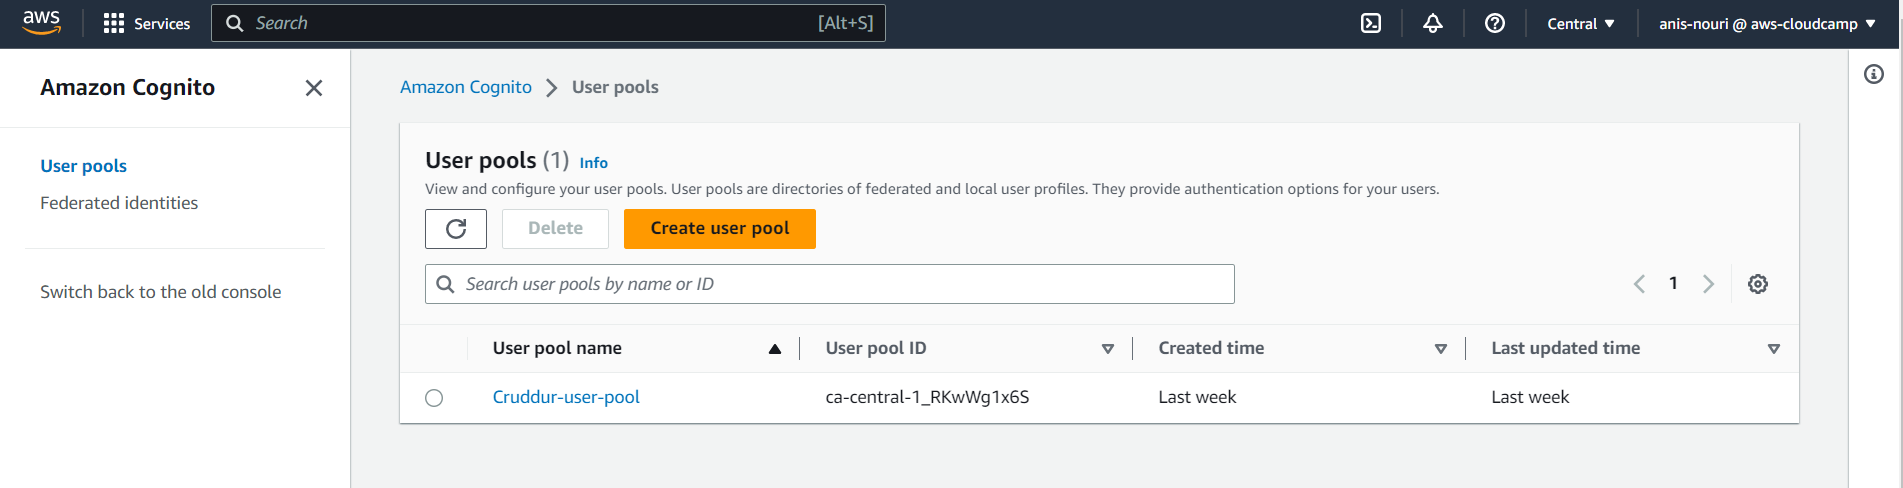 aws Services Search [Alt+S] Central anis-nouri @ aws-cloudcamp
Amazon Cognito
User pools
Federated identities
Switch back to the old console
Amazon Cognito User pools
User pools (1) Info
View and configure your user pools. User pools are directories of federated and local user profiles. They provide authentication options for your users.
Delete Create user pool
Search user pools by name or ID 1
User pool name User pool ID Created time Last updated time
Cruddur-user-pool ca-central-1_RKwWg1x6S Last week Last week